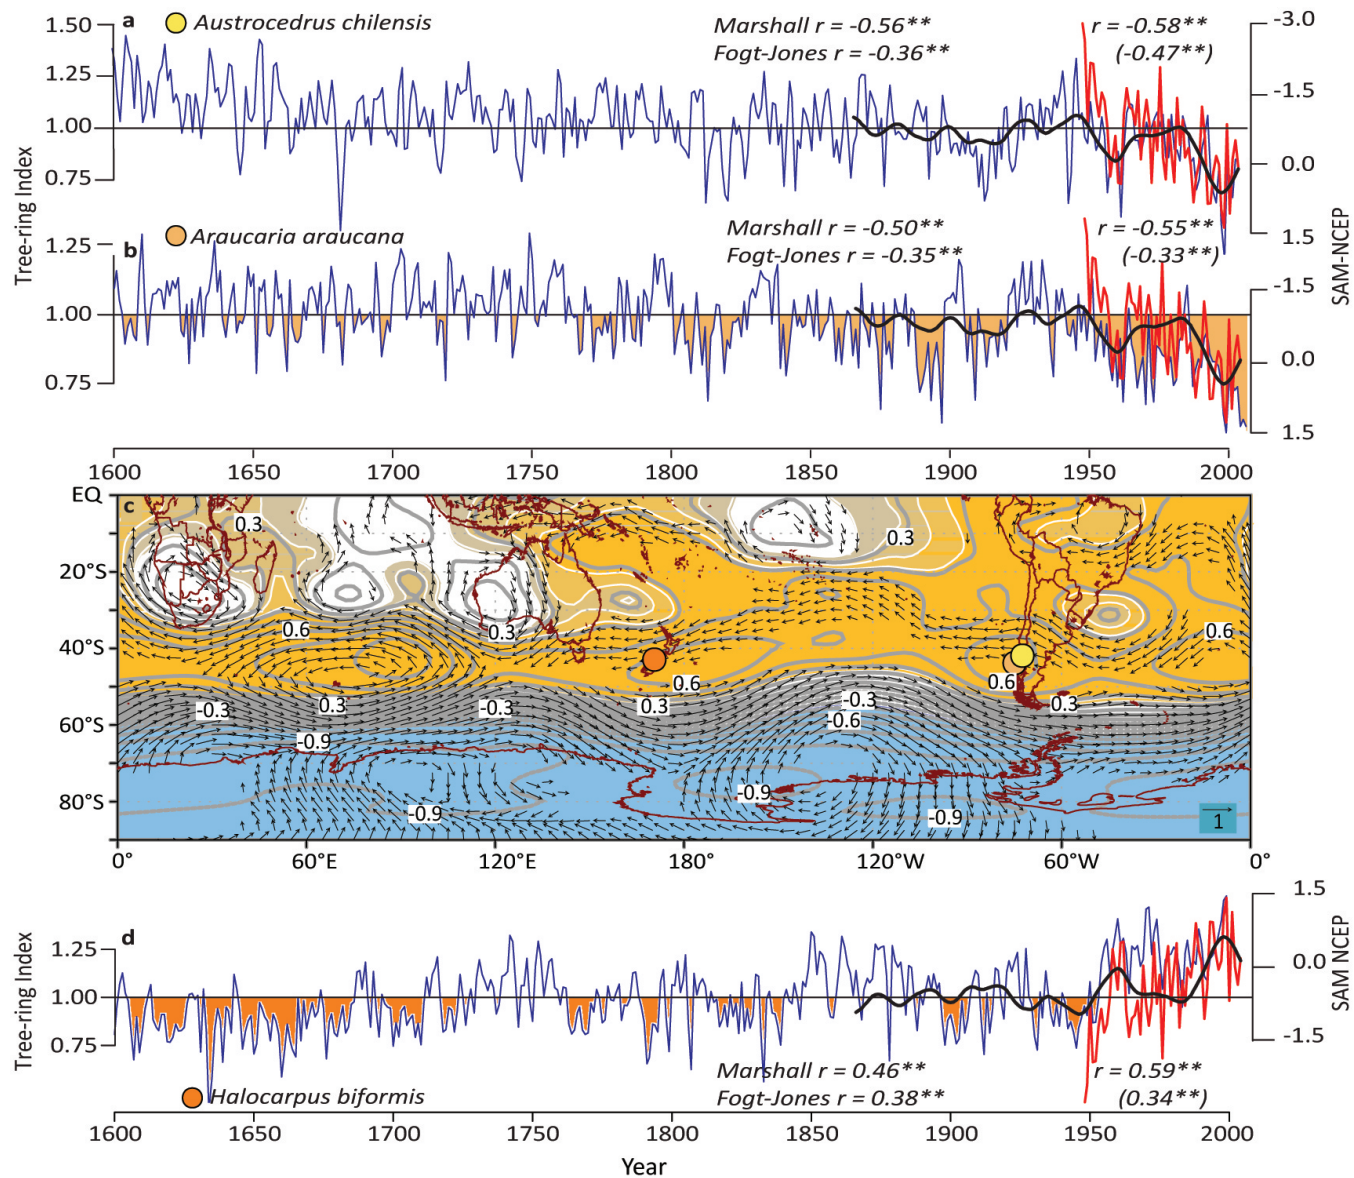 a Austrocedrus chilensis
Marshall r = -0.56** r = -0.58**
Fogt-Jones r = -0.36** (-0.47**)
1.50
1.25
1.00
0.75
-3.0
-1.5
0.0
1.5
Tree-ring Index
b Araucaria araucana
Marshall r = -0.50** r = -0.55**
Fogt-Jones r = -0.35** (-0.33**)
1.25
1.00
0.75
-1.5
0.0
1.5
SAM-NCEP
1600 1650 1700 1750 1800 1850 1900 1950 2000
c
EQ
20°S
40°S
60°S
80°S
0.3 0.3
0.6 0.3 0.6
0.6 0.6
-0.3 0.3 -0.3 0.3 -0.3 0.3
-0.6
-0.9
-0.9
-0.9 -0.9
1
0° 60°E 120°E 180° 120°W 60°W 0°
d
Tree-ring Index
1.25
1.00
0.75
1.5
0.0
-1.5
SAM NCEP
Marshall r = 0.46** r = 0.59**
Halocarpus biformis Fogt-Jones r = 0.38** (0.34**)
1600 1650 1700 1750 1800 1850 1900 1950 2000
Year